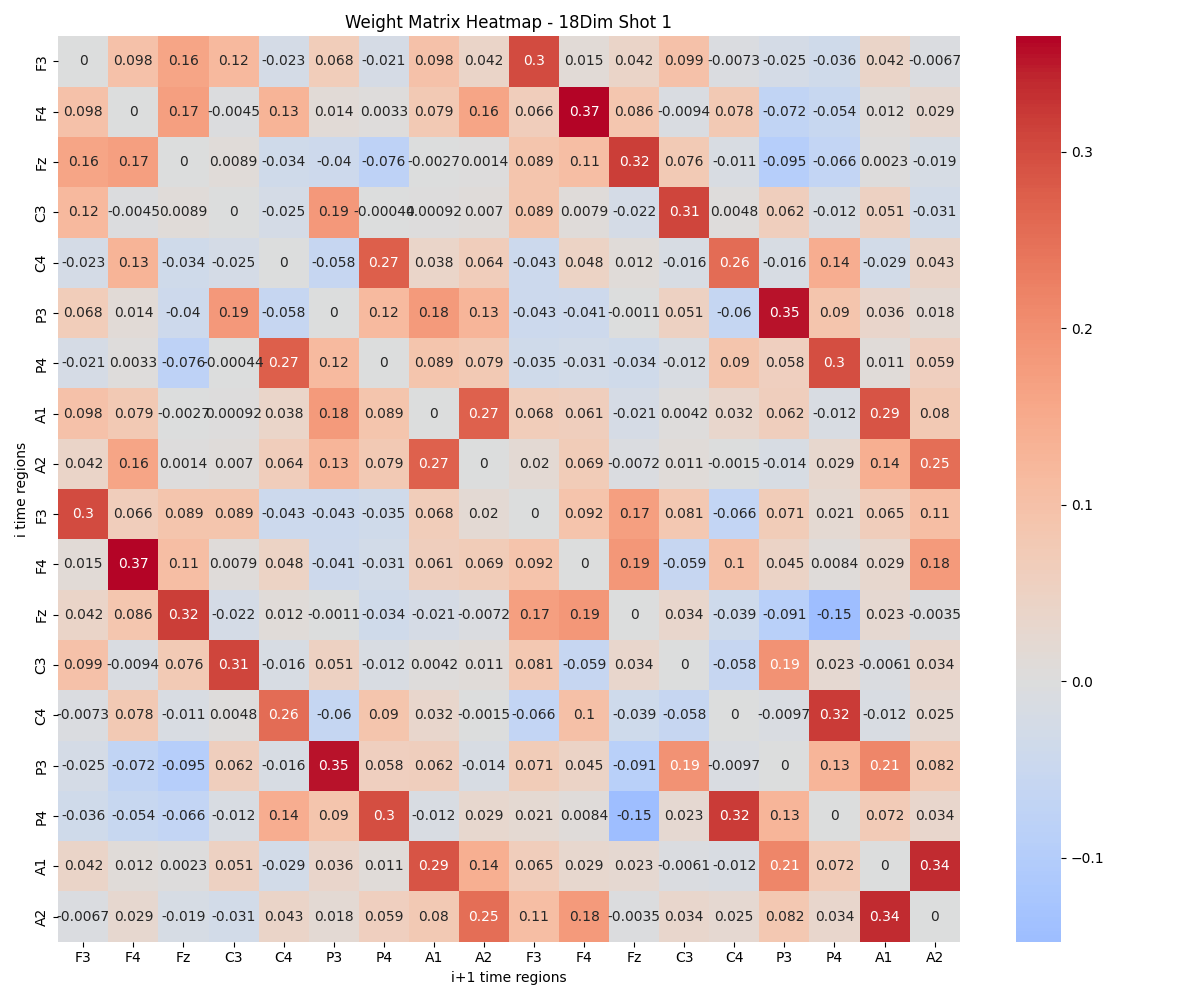 Weight Matrix Heatmap - 18Dim Shot 1
F3 0 0.098 0.16 0.12 -0.023 0.068 -0.021 0.098 0.042 0.3 0.015 0.042 0.099 -0.0073 -0.025 -0.036 0.042 -0.0067
F4 0.098 0 0.17 -0.0045 0.13 0.014 0.0033 0.079 0.16 0.066 0.37 0.086 -0.0094 0.078 -0.072 -0.054 0.012 0.029
Fz 0.16 0.17 0 0.0089 -0.034 -0.04 -0.076 -0.0027 0.0014 0.089 0.11 0.32 0.076 -0.011 -0.095 -0.066 0.0023 -0.019
C3 0.12 -0.0045 0.0089 0 -0.025 0.19 -0.00044 0.00092 0.007 0.089 0.0079 -0.022 0.31 0.0048 0.062 -0.012 0.051 -0.031
C4 -0.023 0.13 -0.034 -0.025 0 -0.058 0.27 0.038 0.064 -0.043 0.048 0.012 -0.016 0.26 -0.016 0.14 -0.029 0.043
P3 0.068 0.014 -0.04 0.19 -0.058 0 0.12 0.18 0.13 -0.043 -0.041 -0.0011 0.051 -0.06 0.35 0.09 0.036 0.018
P4 -0.021 0.0033 -0.076 -0.00044 0.27 0.12 0 0.089 0.079 -0.035 -0.031 -0.034 -0.012 0.09 0.058 0.3 0.011 0.059
A1 0.098 0.079 -0.0027 0.00092 0.038 0.18 0.089 0 0.27 0.068 0.061 -0.021 0.0042 0.032 0.062 -0.012 0.29 0.08
A2 0.042 0.16 0.0014 0.007 0.064 0.13 0.079 0.27 0 0.02 0.069 -0.0072 0.011 -0.0015 -0.014 0.029 0.14 0.25
F3 0.3 0.066 0.089 0.089 -0.043 -0.043 -0.035 0.068 0.02 0 0.092 0.17 0.081 -0.066 0.071 0.021 0.065 0.11
F4 0.015 0.37 0.11 0.0079 0.048 -0.041 -0.031 0.061 0.069 0.092 0 0.19 -0.059 0.1 0.045 0.0084 0.029 0.18
Fz 0.042 0.086 0.32 -0.022 0.012 -0.0011 -0.034 -0.021 -0.0072 0.17 0.19 0 0.034 -0.039 -0.091 -0.15 0.023 -0.0035
C3 0.099 -0.0094 0.076 0.31 -0.016 0.051 -0.012 0.0042 0.011 0.081 -0.059 0.034 0 -0.058 0.19 0.023 -0.0061 0.034
C4 -0.0073 0.078 -0.011 0.0048 0.26 -0.06 0.09 0.032 -0.0015 -0.066 0.1 -0.039 -0.058 0 -0.0097 0.32 -0.012 0.025
P3 -0.025 -0.072 -0.095 0.062 -0.016 0.35 0.058 0.062 -0.014 0.071 0.045 -0.091 0.19 -0.0097 0 0.13 0.21 0.082
P4 -0.036 -0.054 -0.066 -0.012 0.14 0.09 0.3 -0.012 0.029 0.021 0.0084 -0.15 0.023 0.32 0.13 0 0.072 0.034
A1 0.042 0.012 0.0023 0.051 -0.029 0.036 0.011 0.29 0.14 0.065 0.029 0.023 -0.0061 -0.012 0.21 0.072 0 0.34
A2 -0.0067 0.029 -0.019 -0.031 0.043 0.018 0.059 0.08 0.25 0.11 0.18 -0.0035 0.034 0.025 0.082 0.034 0.34 0
F3 F4 Fz C3 C4 P3 P4 A1 A2 F3 F4 Fz C3 C4 P3 P4 A1 A2
i+1 time regions
i time regions
0.3
0.2
0.1
0.0
−0.1